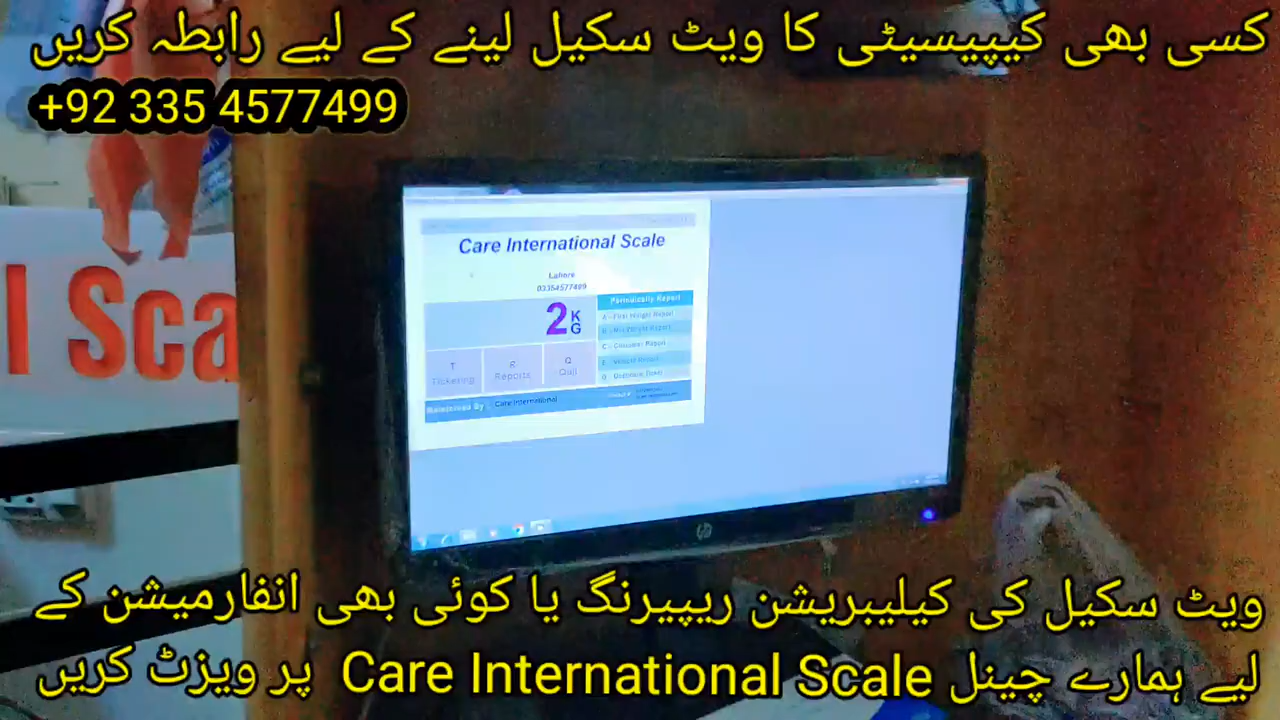 کسی بھی کیپیسیٹی کا ویٹ سکیل لینے کے لیے رابطہ کریں
+92 335 4577499
l Sca
Care International Scale
Lahore
03354577499
2 KG
Periodically Report
A - First Weight Report
C - Customer Report
T
Ticketing
Reports
Q
Quit
Care International
hp
ویٹ سکیل کی کیلیبریشن ریپیرنگ یا کوئی بھی انفارمیشن کے
لیے ہمارے چینل Care International Scale پر ویزٹ کریں